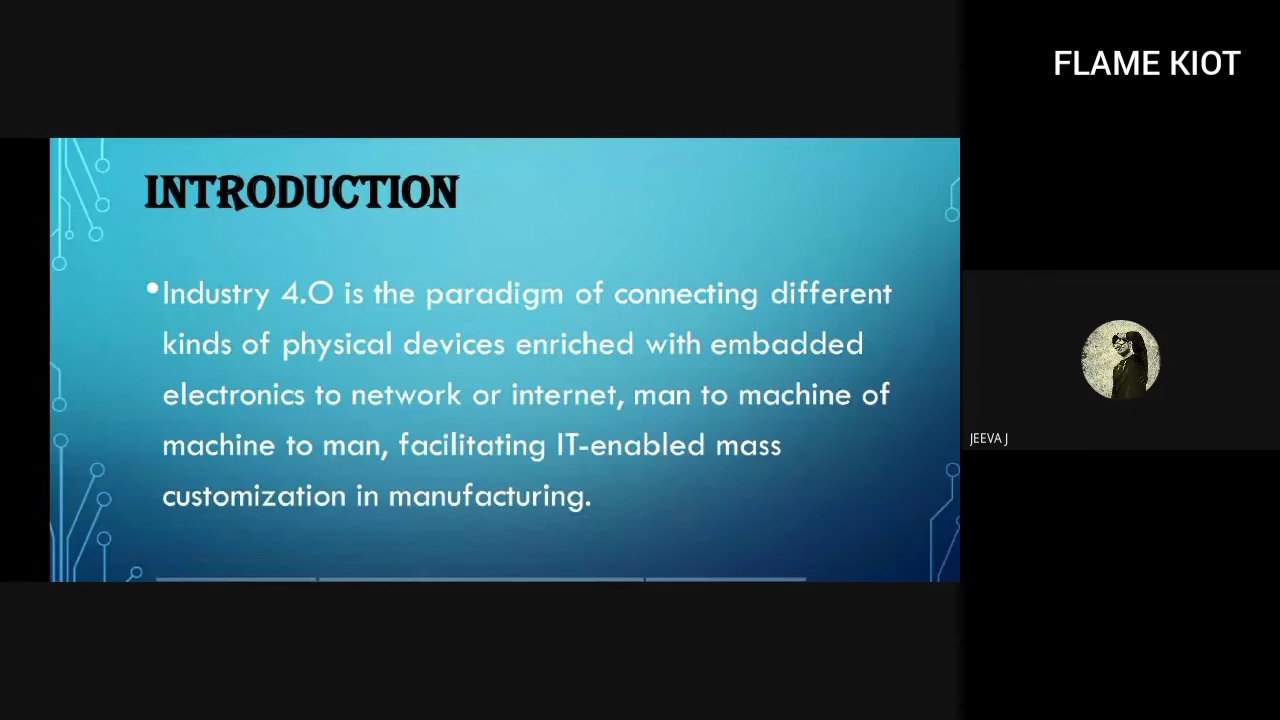 FLAME KIOT
INTRODUCTION
•Industry 4.O is the paradigm of connecting different
kinds of physical devices enriched with embadded
electronics to network or internet, man to machine of
machine to man, facilitating IT-enabled mass
customization in manufacturing.
JEEVA J